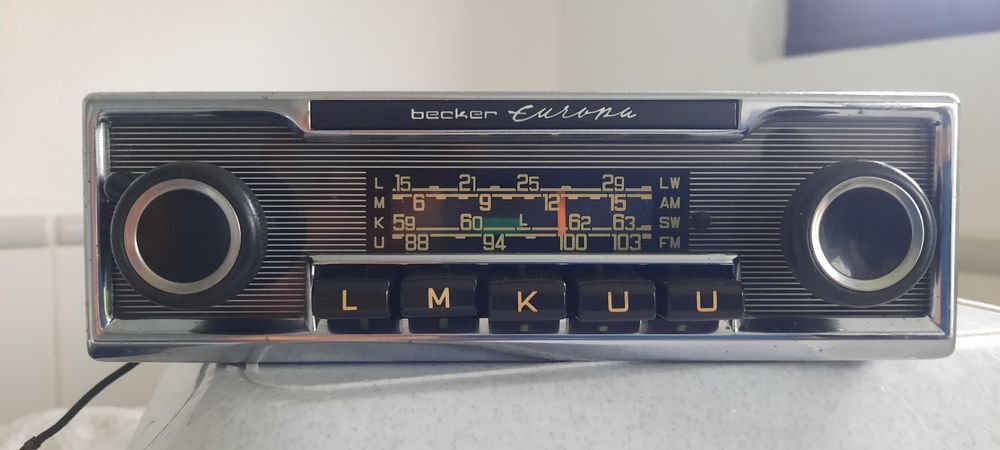 becker Europa
L 15 21 25 29 LW
M 6 9 12 15 AM
K 59 60 L 62 63 SW
U 88 94 100 103 FM
L M K U U